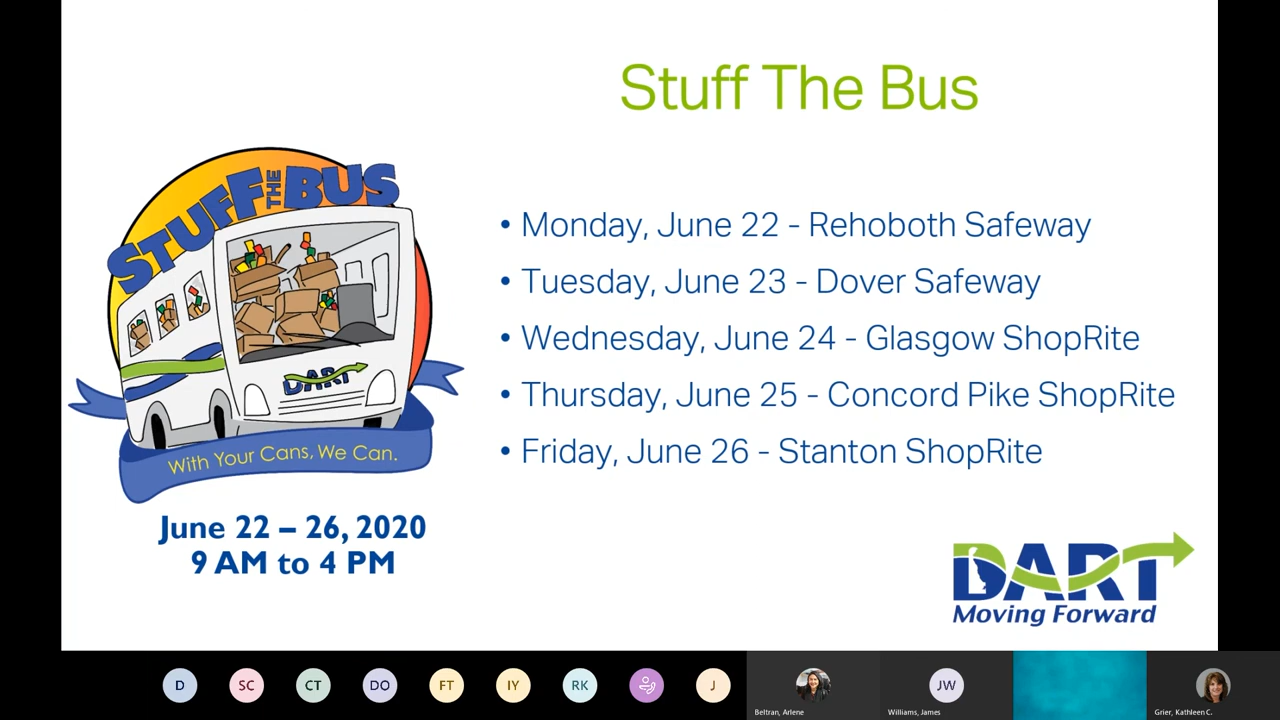 Stuff The Bus
STUFF THE BUS
DART
With Your Cans, We Can.
June 22 – 26, 2020
9 AM to 4 PM
• Monday, June 22 - Rehoboth Safeway
• Tuesday, June 23 - Dover Safeway
• Wednesday, June 24 - Glasgow ShopRite
• Thursday, June 25 - Concord Pike ShopRite
• Friday, June 26 - Stanton ShopRite
DART
Moving Forward
D
SC
CT
DO
FT
IY
RK
J
Beltran, Arlene
JW
Williams, James
Grier, Kathleen C.